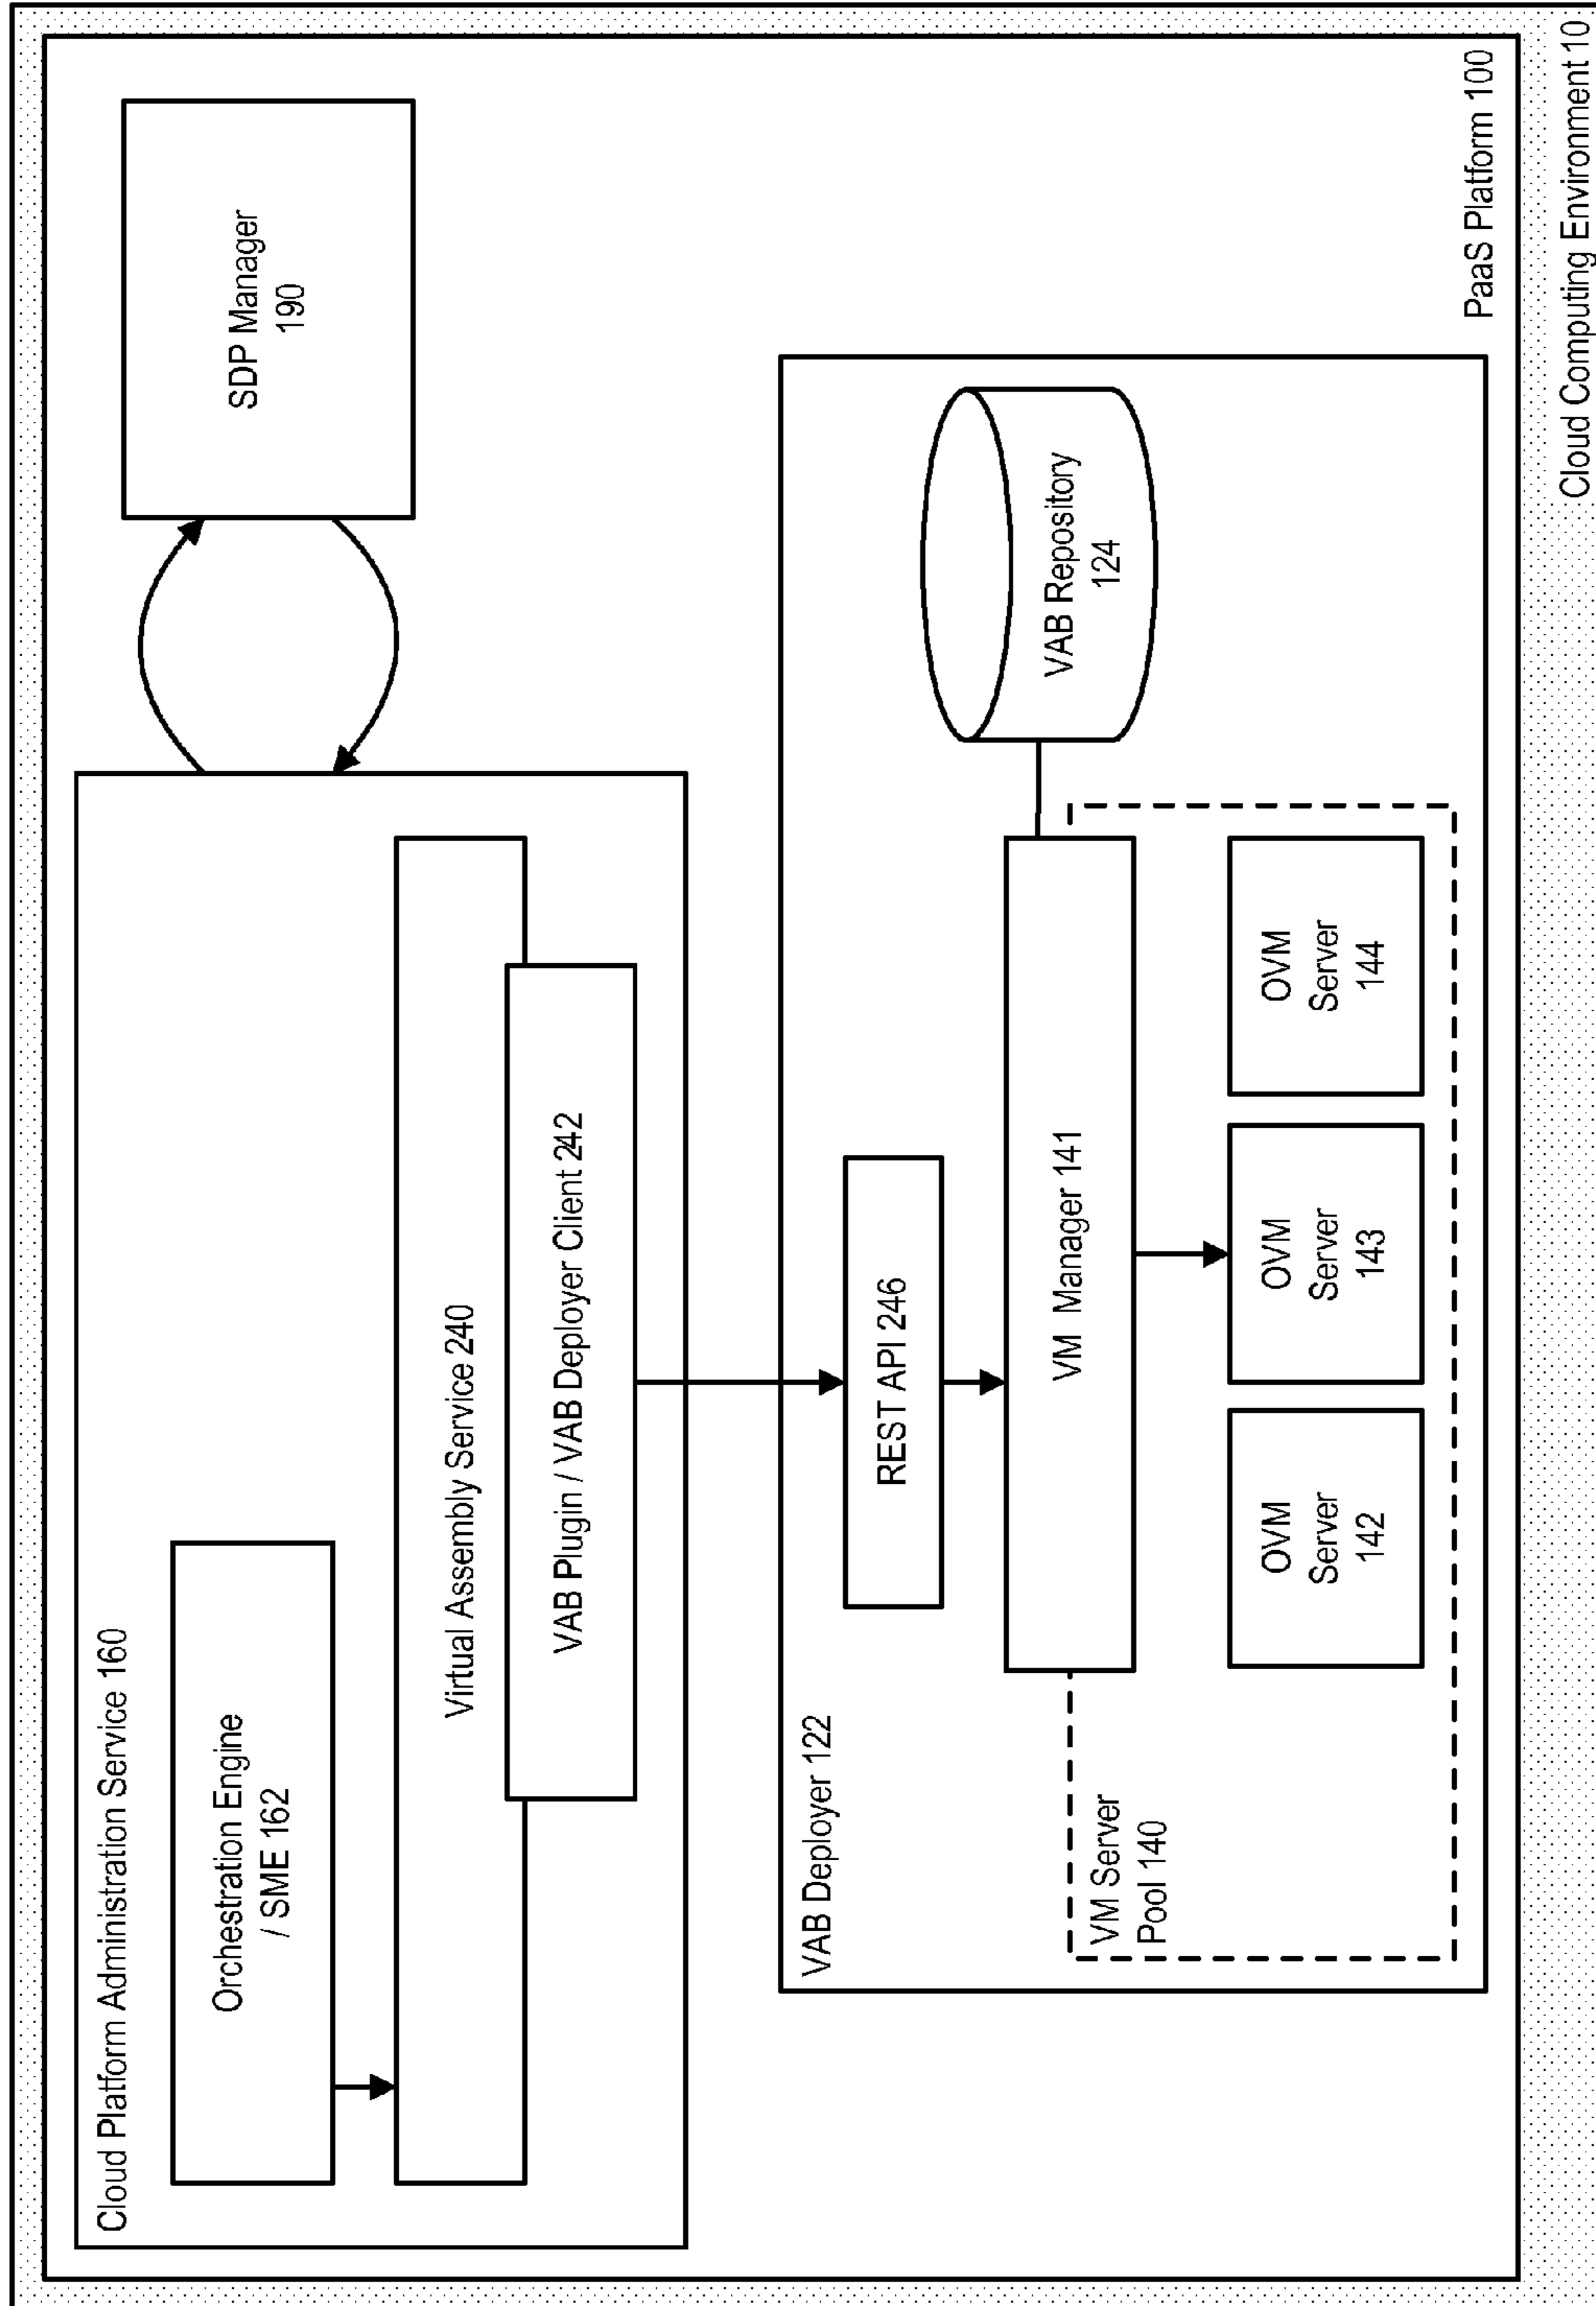 Cloud Platform Administration Service 160
Orchestration Engine
/ SME 162
SDP Manager
190
Virtual Assembly Service 240
VAB Plugin / VAB Deployer Client 242
VAB Deployer 122
REST API 246
VAB Repository
124
VM Manager 141
VM Server
Pool 140
OVM
Server
142
OVM
Server
143
OVM
Server
144
PaaS Platform 100
Cloud Computing Environment 10